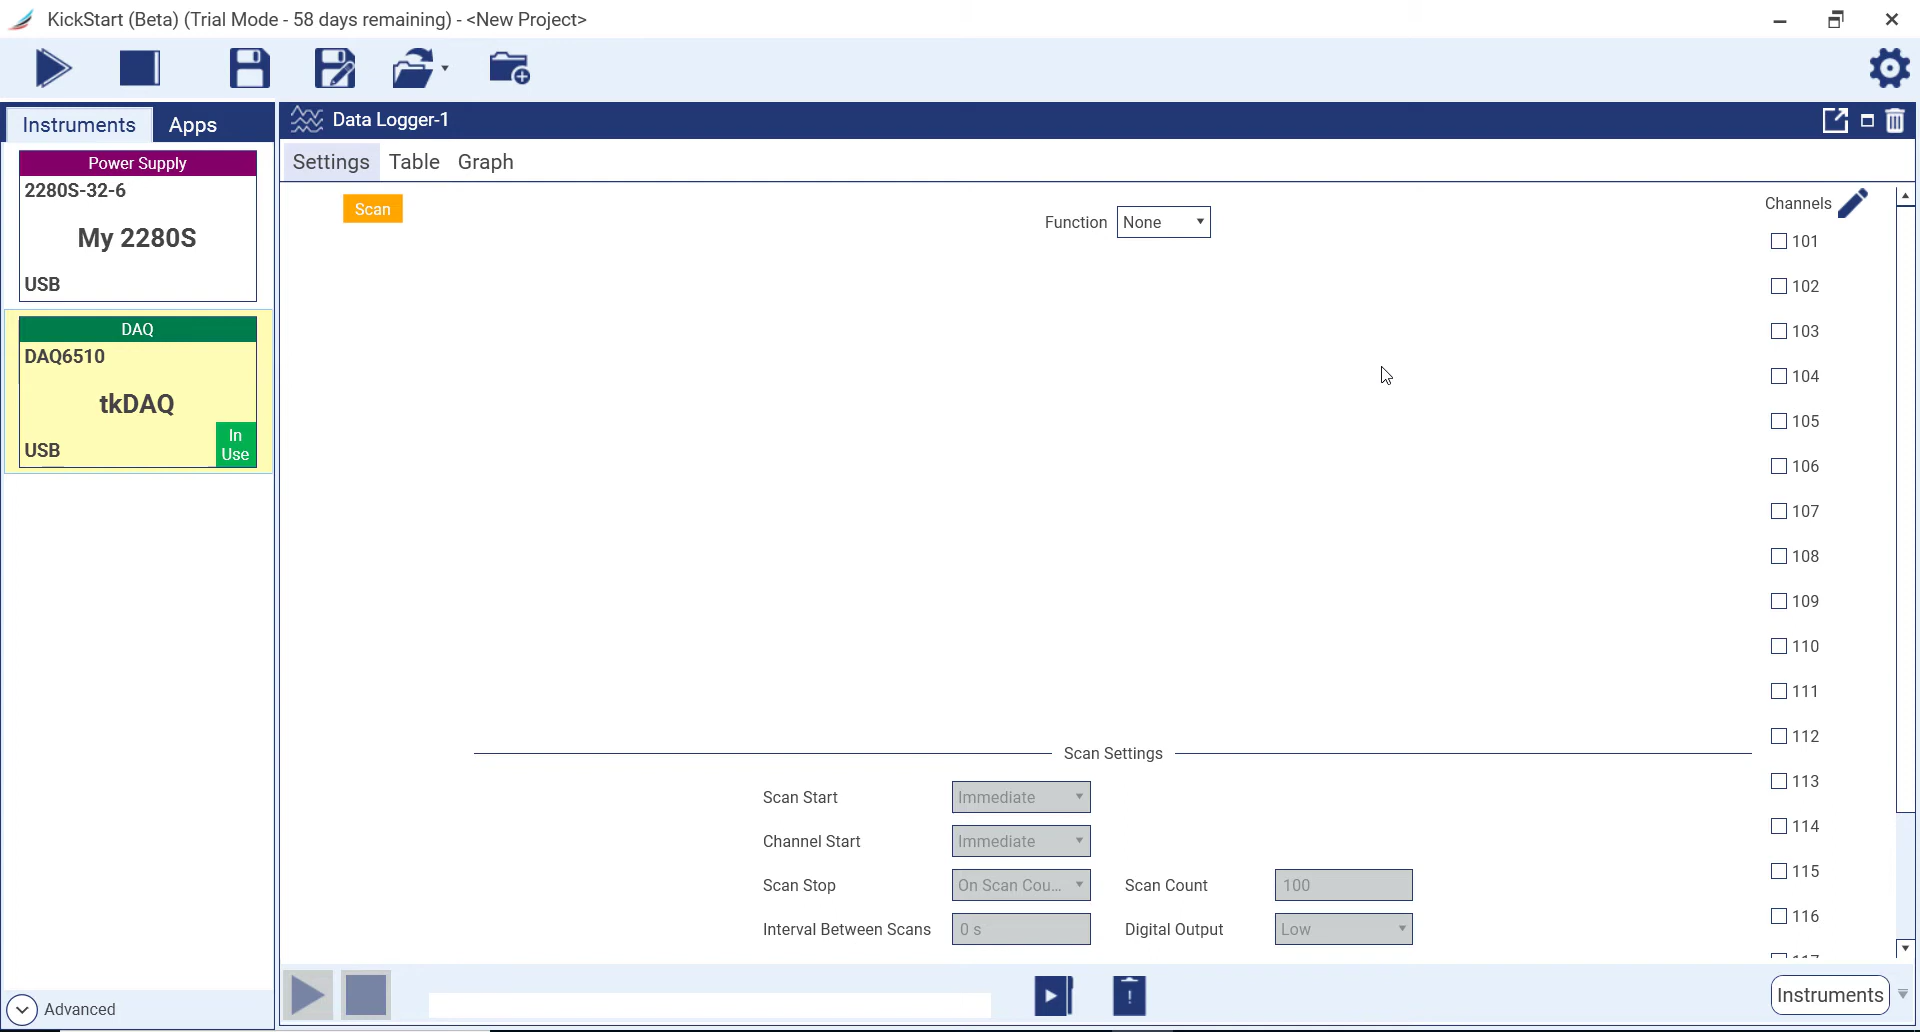 KickStart (Beta) (Trial Mode - 58 days remaining) - <New Project>
Instruments
Apps
Power Supply
2280S-32-6
My 2280S
USB
DAQ
DAQ6510
tkDAQ
USB
In
Use
Advanced
Data Logger-1
Settings Table Graph
Scan
Function None
Channels
101
102
103
104
105
106
107
108
109
110
111
112
113
114
115
116
Scan Settings
Scan Start Immediate
Channel Start Immediate
Scan Stop On Scan Cou... Scan Count 100
Interval Between Scans 0 s Digital Output Low
Instruments